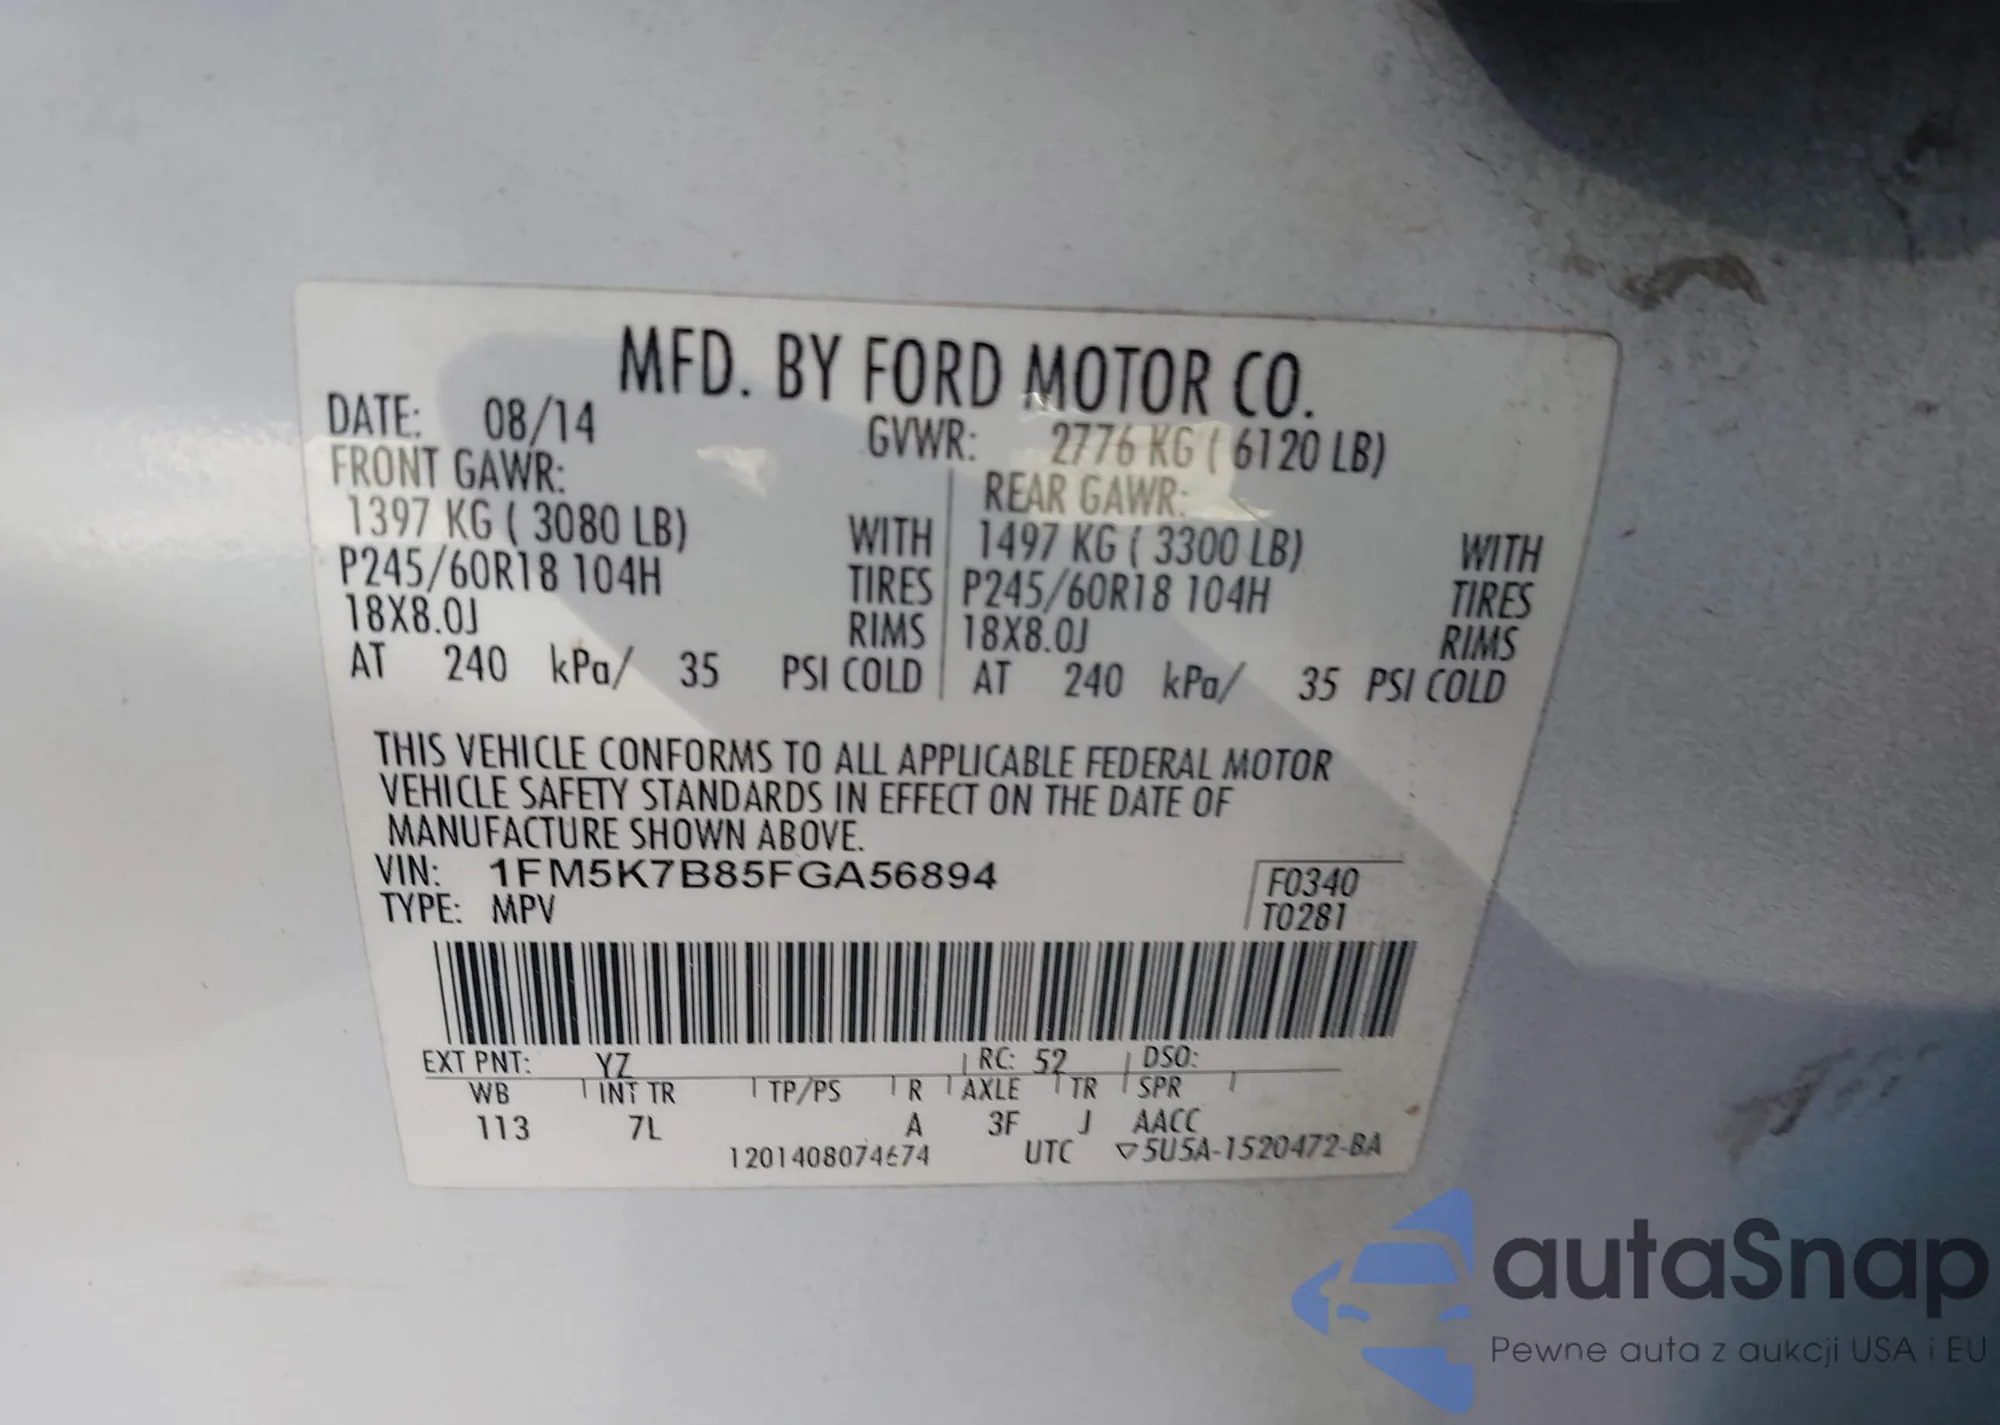 MFD. BY FORD MOTOR CO.
DATE: 08/14 GVWR: 2776 KG ( 6120 LB)
FRONT GAWR: REAR GAWR:
1397 KG ( 3080 LB) WITH 1497 KG ( 3300 LB) WITH
P245/60R18 104H TIRES P245/60R18 104H TIRES
18X8.0J RIMS 18X8.0J RIMS
AT 240 kPa/ 35 PSI COLD AT 240 kPa/ 35 PSI COLD
THIS VEHICLE CONFORMS TO ALL APPLICABLE FEDERAL MOTOR
VEHICLE SAFETY STANDARDS IN EFFECT ON THE DATE OF
MANUFACTURE SHOWN ABOVE.
VIN: 1FM5K7B85FGA56894 F0340
TYPE: MPV T0281
EXT PNT: YZ RC: 52 DSO:
WB INT TR TP/PS R AXLE TR SPR
113 7L A 3F J AACC
1201408074674 UTC ▽5U5A-1520472-BA
autaSnap
Pewne auta z aukcji USA i EU